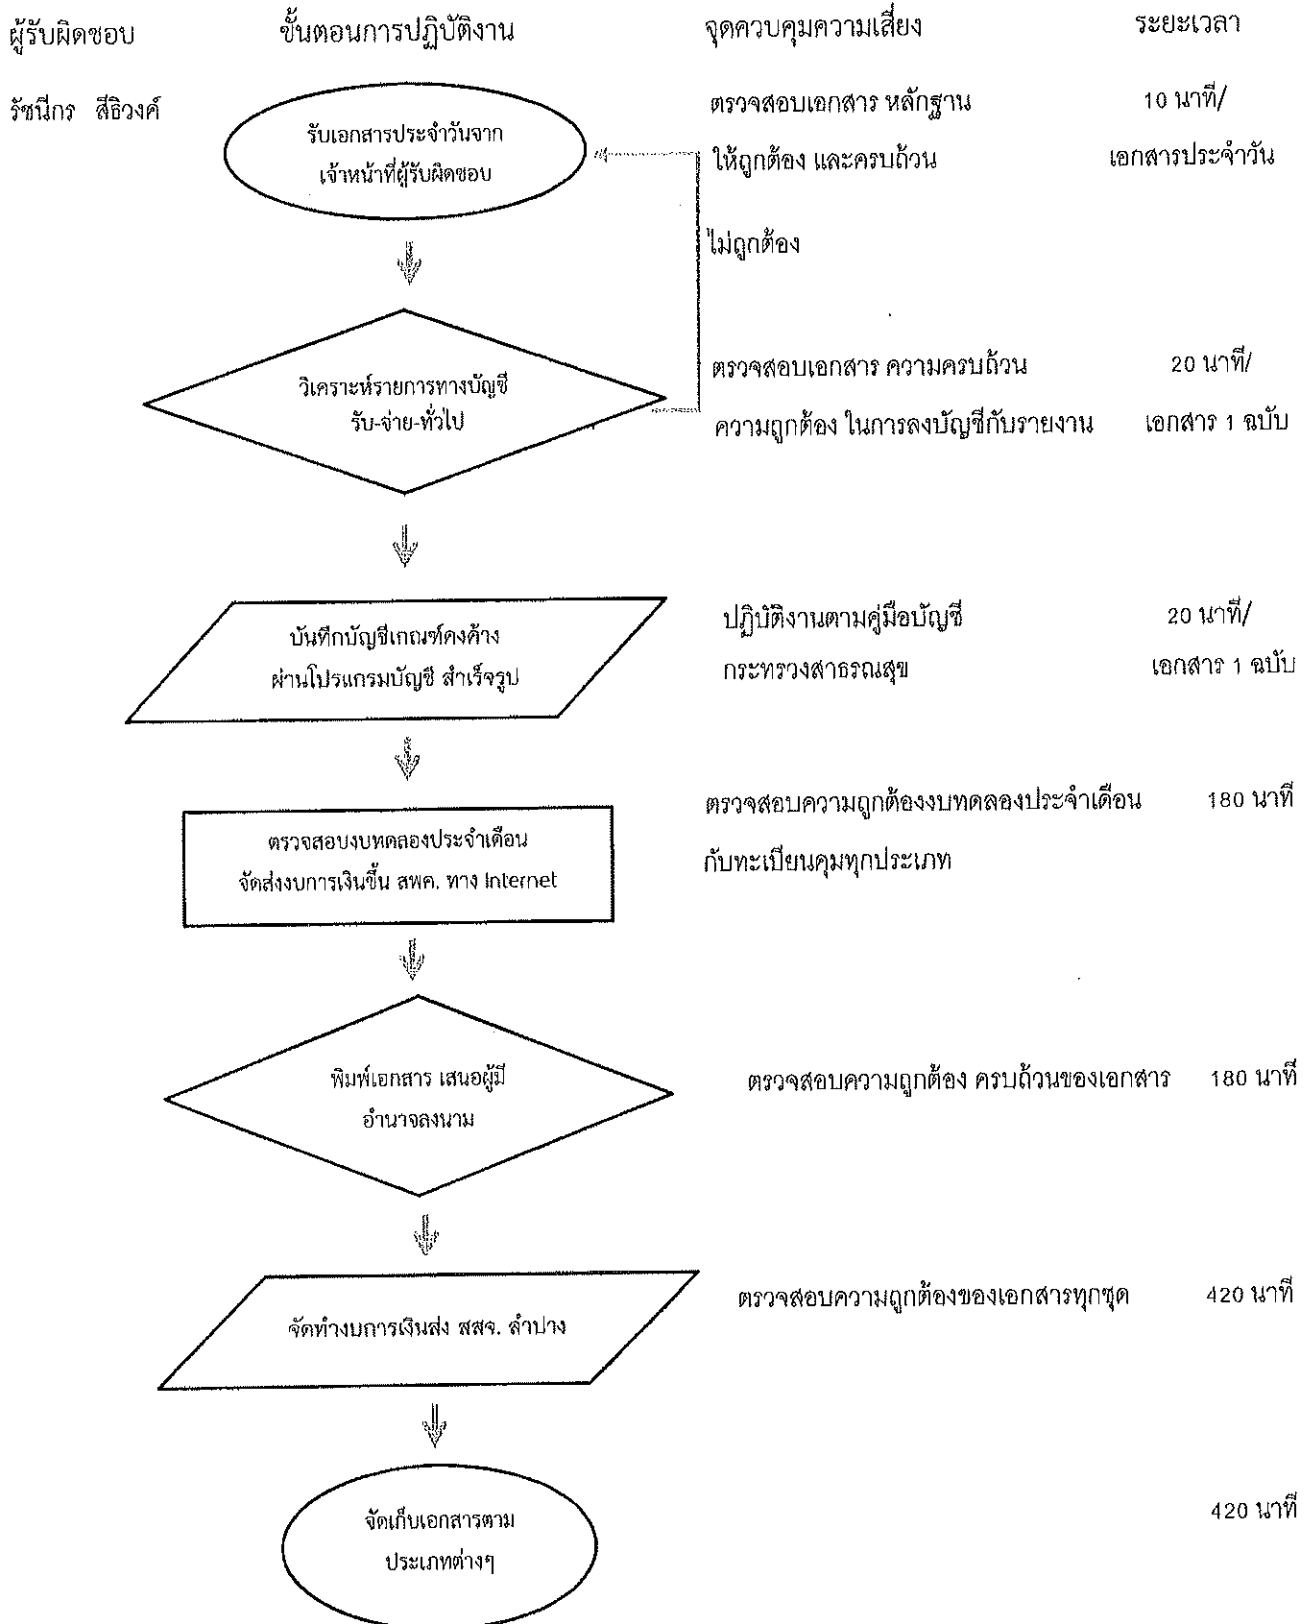 ผู้รับผิดชอบ ขั้นตอนการปฏิบัติงาน จุดควบคุมความเสี่ยง ระยะเวลา
รัชนีกร สีธิวงค์
รับเอกสารประจำวันจาก
เจ้าหน้าที่ผู้รับผิดชอบ
ตรวจสอบเอกสาร หลักฐาน 10 นาที/
ให้ถูกต้อง และครบถ้วน เอกสารประจำวัน
ไม่ถูกต้อง
วิเคราะห์รายการทางบัญชี
รับ-จ่าย-ทั่วไป
ตรวจสอบเอกสาร ความครบถ้วน 20 นาที/
ความถูกต้อง ในการลงบัญชีกับรายงาน เอกสาร 1 ฉบับ
บันทึกบัญชีเกณฑ์คงค้าง
ผ่านโปรแกรมบัญชี สำเร็จรูป
ปฏิบัติงานตามคู่มือบัญชี 20 นาที/
กระทรวงสาธรณสุข เอกสาร 1 ฉบับ
ตรวจสอบงบทดลองประจำเดือน
จัดส่งงบการเงินขึ้น สพค. ทาง Internet
ตรวจสอบความถูกต้องงบทดลองประจำเดือน 180 นาที
กับทะเบียนคุมทุกประเภท
พิมพ์เอกสาร เสนอผู้มี
อำนาจลงนาม
ตรวจสอบความถูกต้อง ครบถ้วนของเอกสาร 180 นาที
จัดทำงบการเงินส่ง สสจ. ลำปาง
ตรวจสอบความถูกต้องของเอกสารทุกชุด 420 นาที
จัดเก็บเอกสารตาม
ประเภทต่างๆ
420 นาที